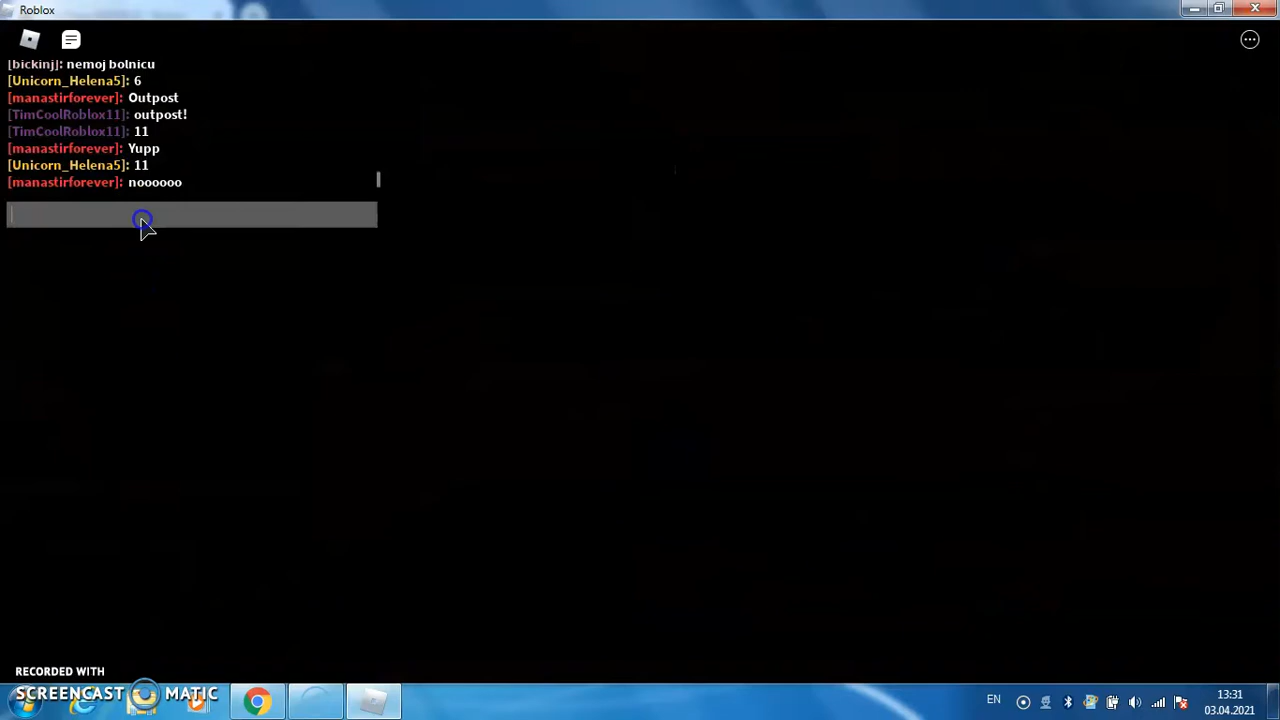 Roblox
[bickinj]: nemoj bolnicu
[Unicorn_Helena5]: 6
[manastirforever]: Outpost
[TimCoolRoblox11]: outpost!
[TimCoolRoblox11]: 11
[manastirforever]: Yupp
[Unicorn_Helena5]: 11
[manastirforever]: noooooo
RECORDED WITH
SCREENCAST MATIC
EN
13:31
03.04.2021